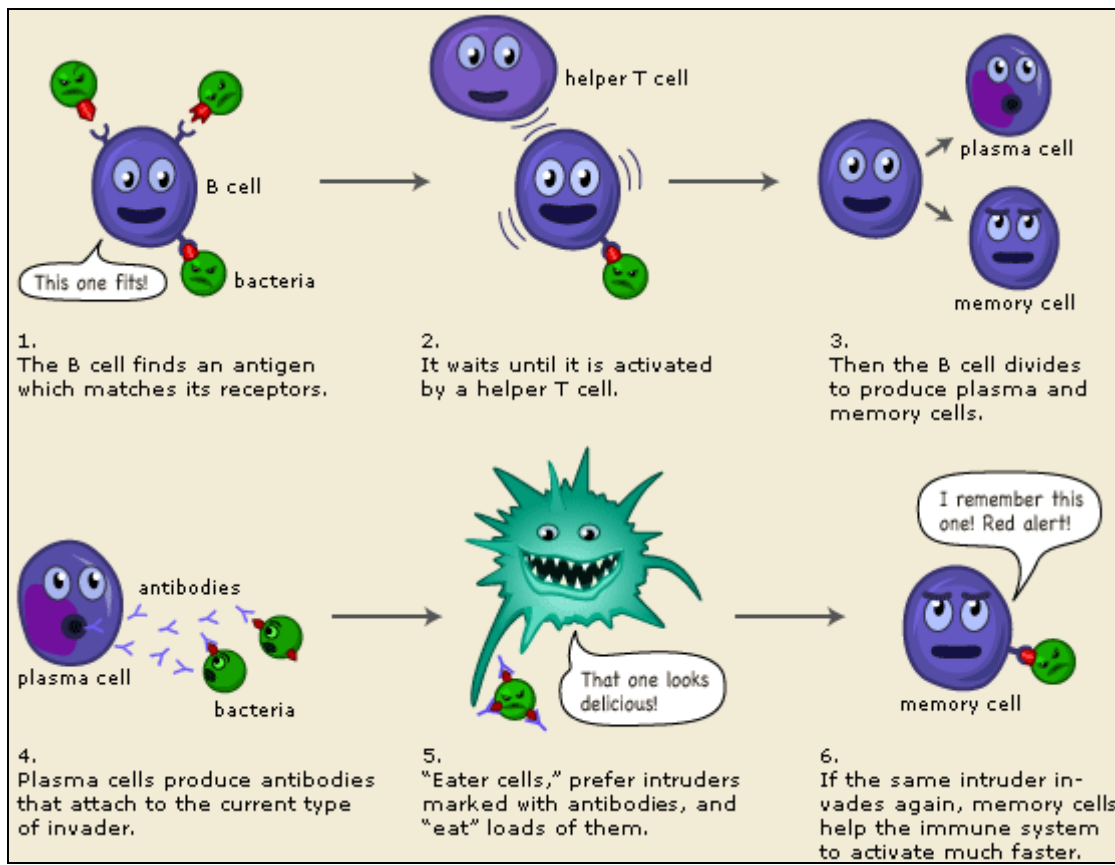 helper T cell
B cell
This one fits!
bacteria
plasma cell
memory cell
1.
The B cell finds an antigen
which matches its receptors.
2.
It waits until it is activated
by a helper T cell.
3.
Then the B cell divides
to produce plasma and
memory cells.
antibodies
plasma cell
bacteria
That one looks
delicious!
I remember this
one! Red alert!
memory cell
4.
Plasma cells produce antibodies
that attach to the current type
of invader.
5.
“Eater cells,” prefer intruders
marked with antibodies, and
“eat” loads of them.
6.
If the same intruder in-
vades again, memory cells
help the immune system
to activate much faster.